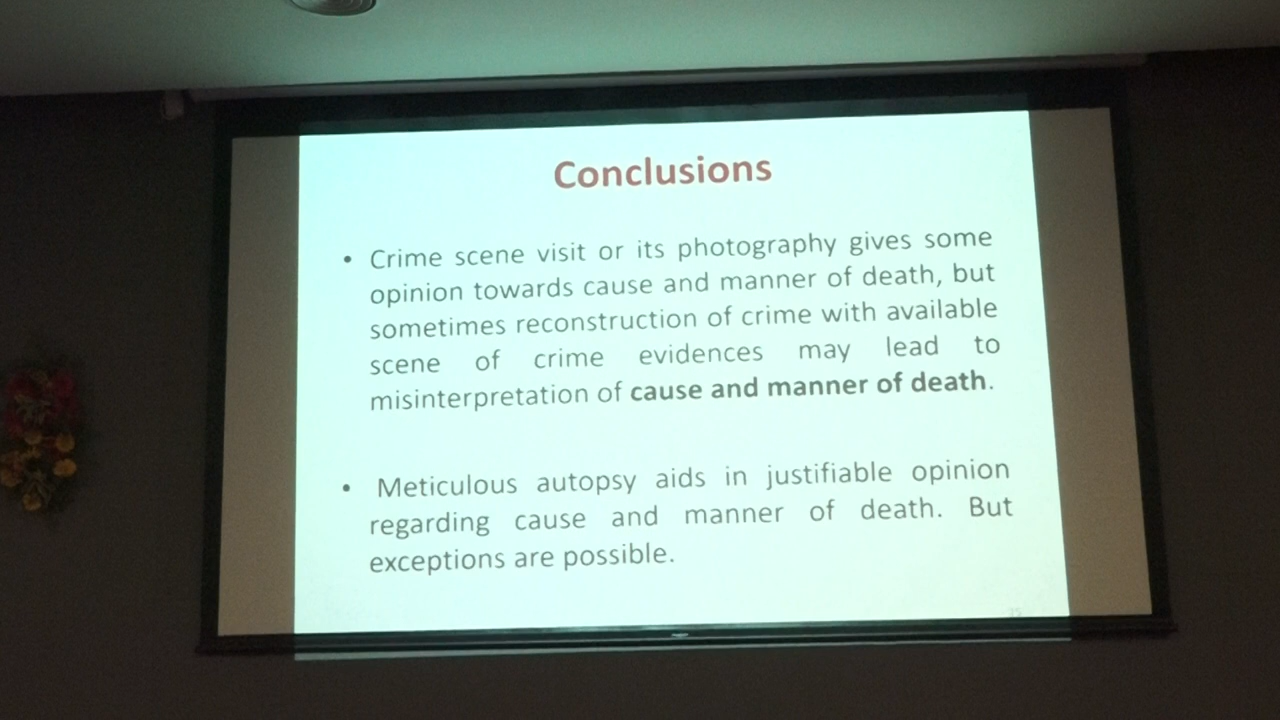 Conclusions
• Crime scene visit or its photography gives some
opinion towards cause and manner of death, but
sometimes reconstruction of crime with available
scene of crime evidences may lead to
misinterpretation of cause and manner of death.
• Meticulous autopsy aids in justifiable opinion
regarding cause and manner of death. But
exceptions are possible.